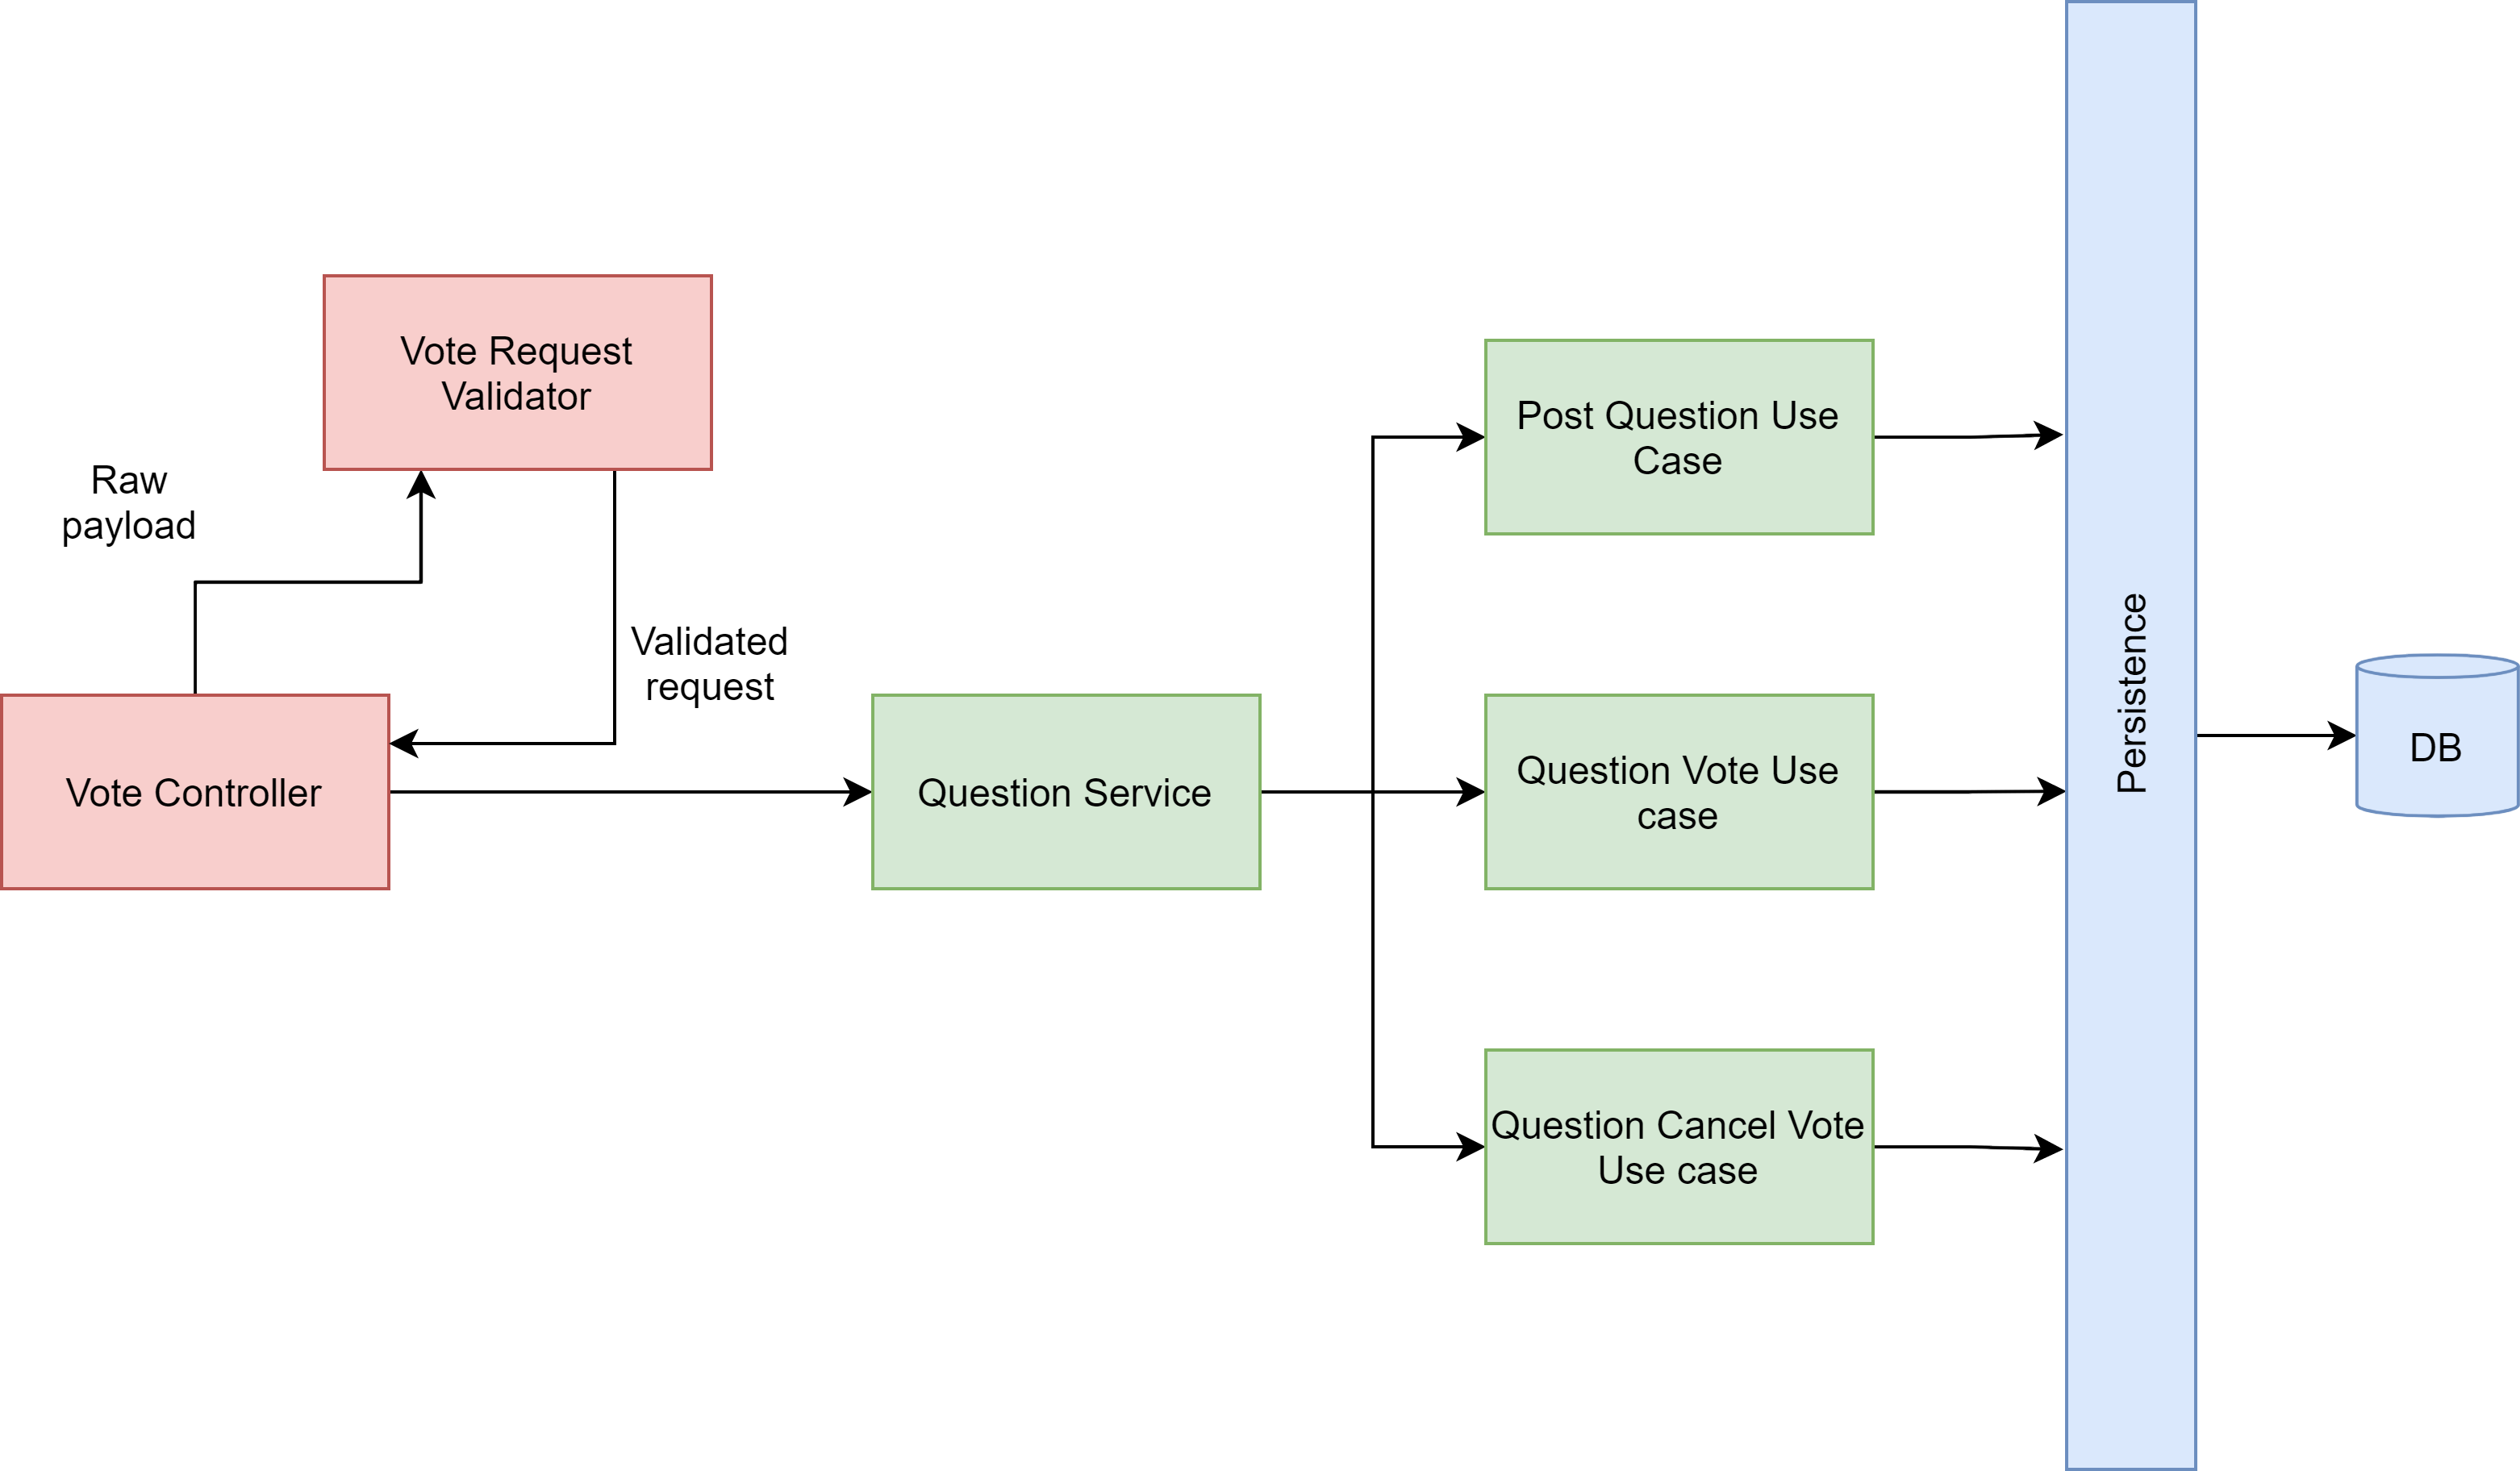 Vote Request
Validator
Raw
payload
Validated
request
Vote Controller
Question Service
Post Question Use
Case
Question Vote Use
case
Question Cancel Vote
Use case
Persistence
DB